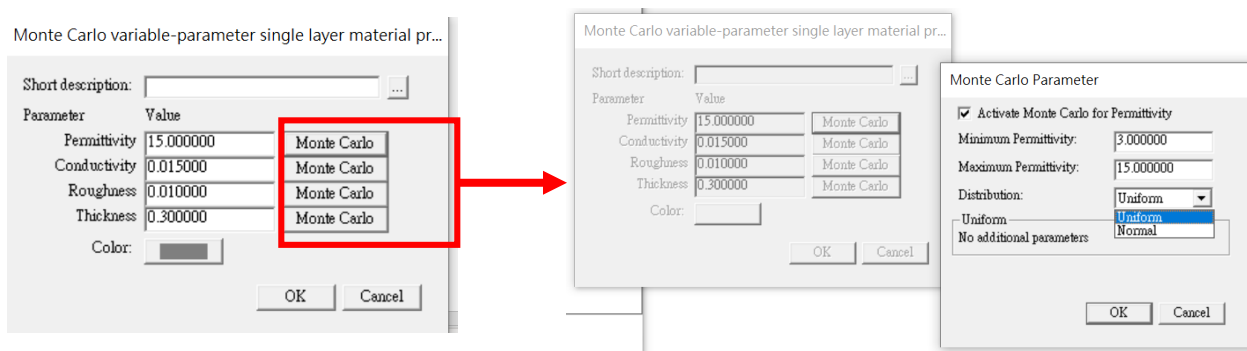 Monte Carlo variable-parameter single layer material pr...
Short description:
...
Parameter Value
Permittivity 15.000000 Monte Carlo
Conductivity 0.015000 Monte Carlo
Roughness 0.010000 Monte Carlo
Thickness 0.300000 Monte Carlo
Color:
OK Cancel
Monte Carlo variable-parameter single layer material pr...
Short description:
...
Parameter Value
Permittivity 15.000000 Monte Carlo
Conductivity 0.015000 Monte Carlo
Roughness 0.010000 Monte Carlo
Thickness 0.300000 Monte Carlo
Color:
OK Cancel
Monte Carlo Parameter
Activate Monte Carlo for Permittivity
Minimum Permittivity: 3.000000
Maximum Permittivity: 15.000000
Distribution: Uniform
Uniform
Normal
Uniform
No additional parameters
OK Cancel